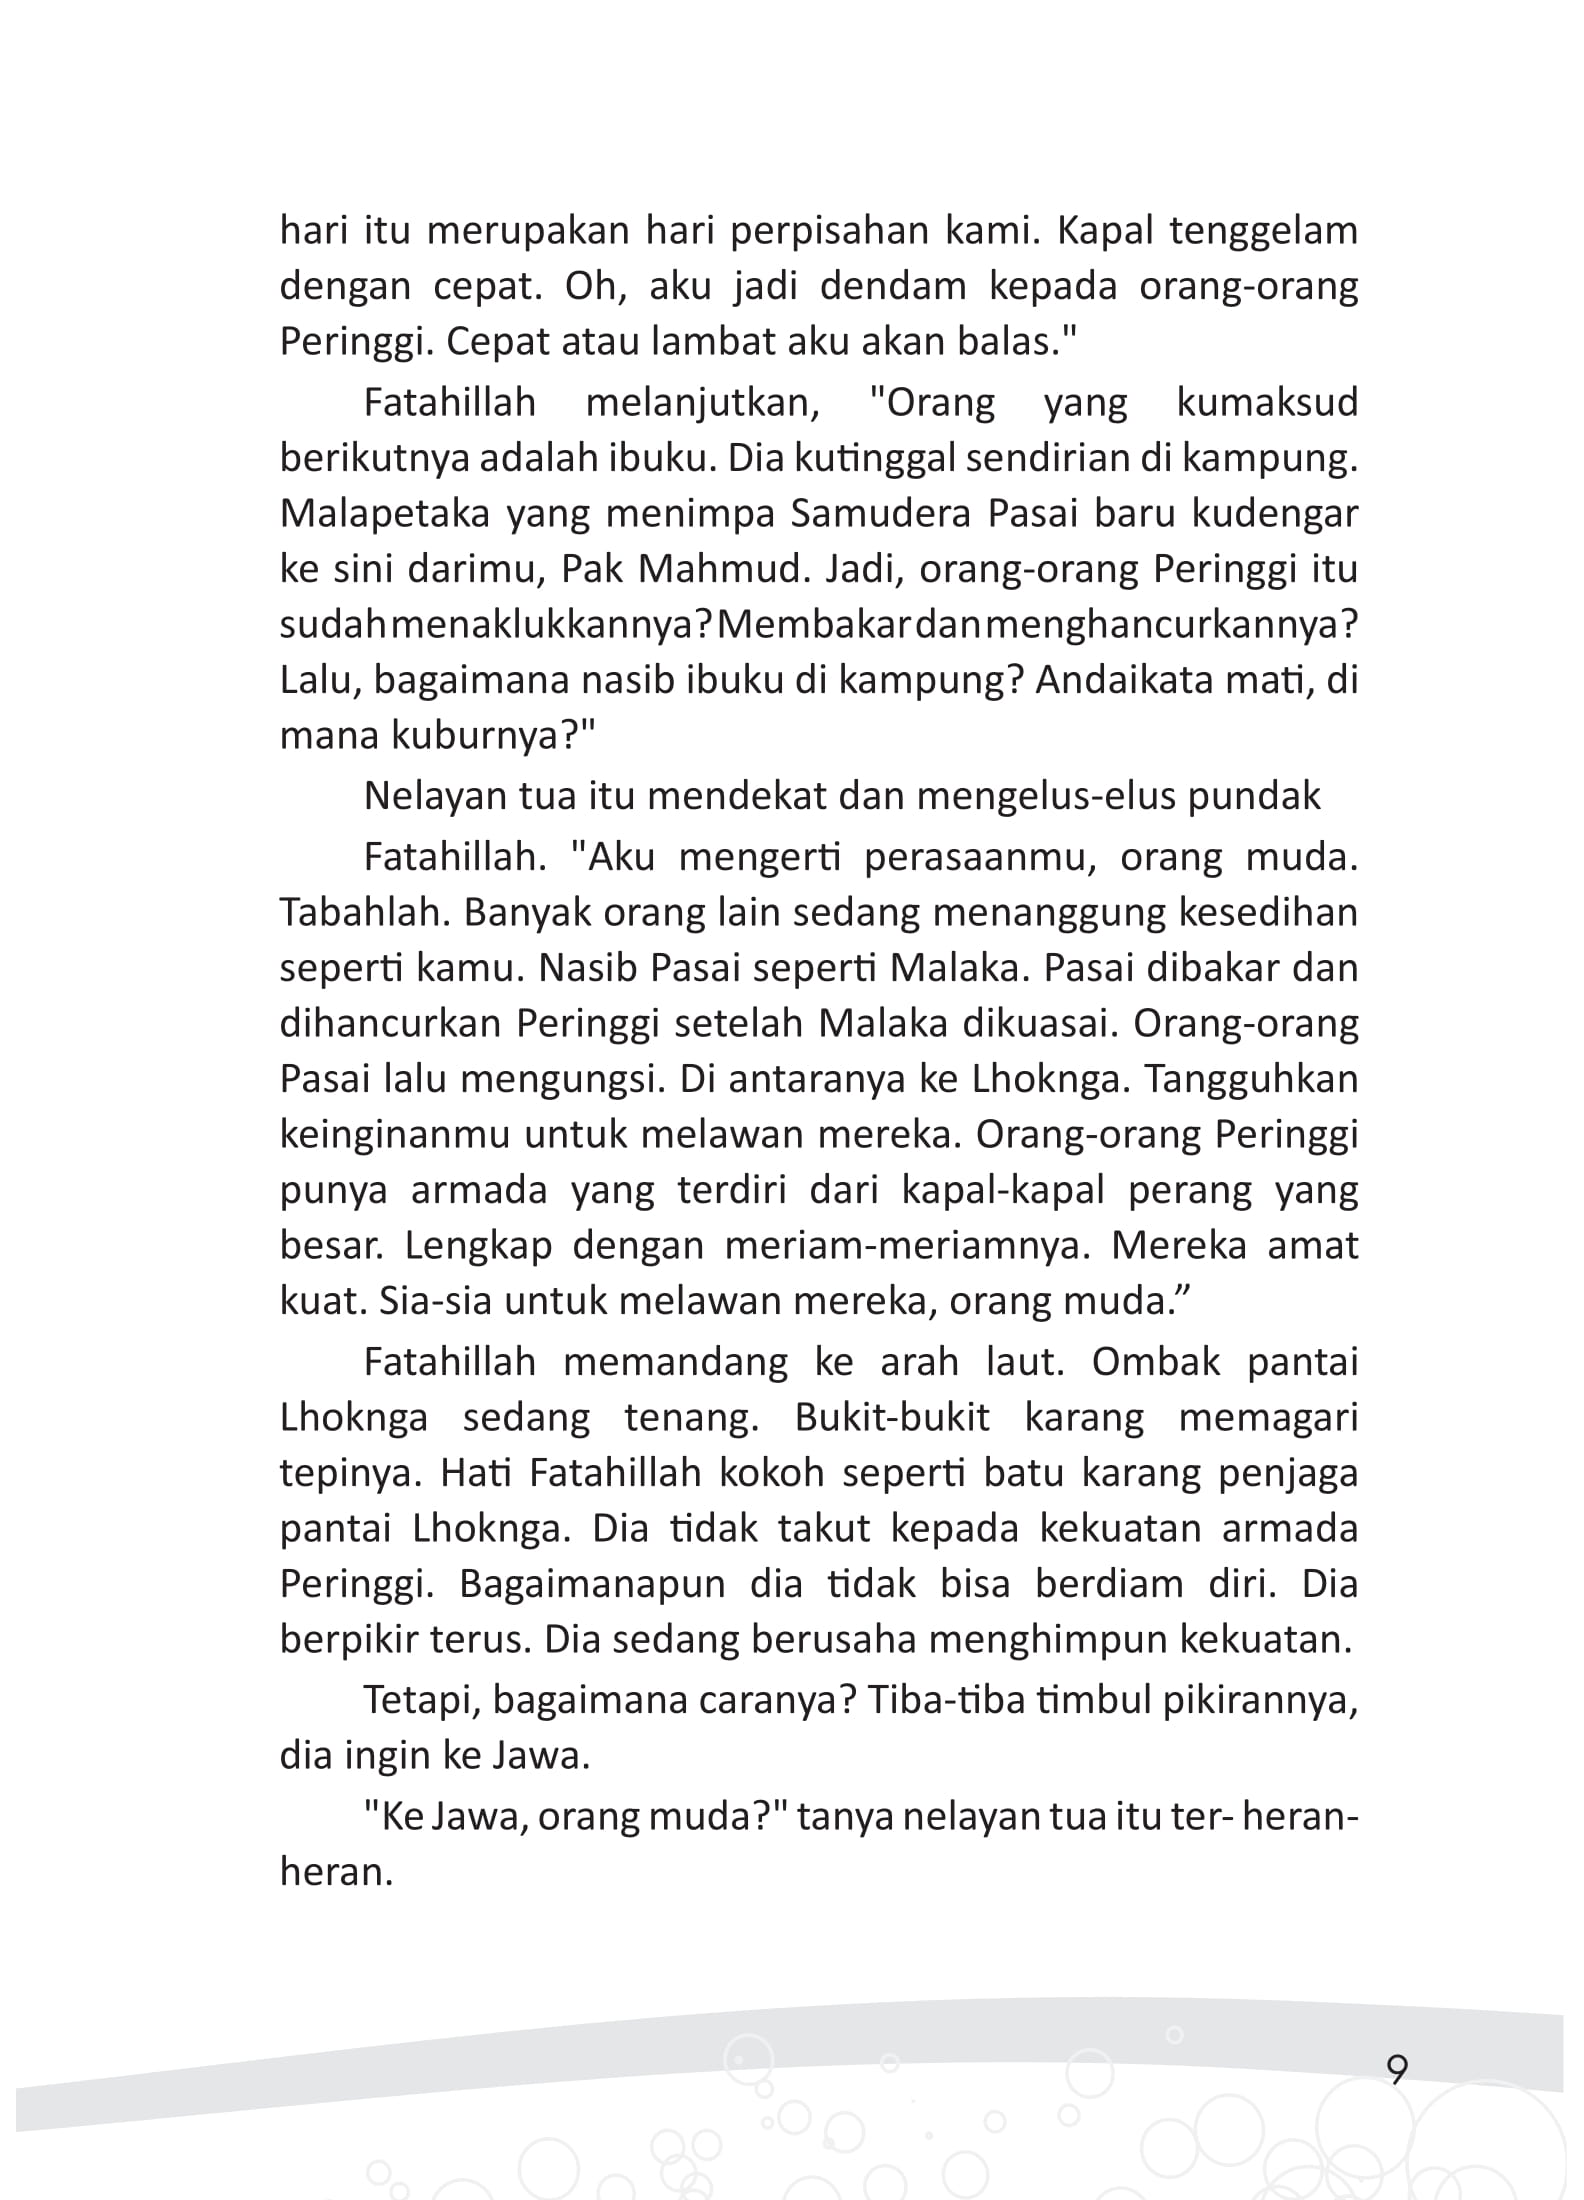 hari itu merupakan hari perpisahan kami. Kapal tenggelam
dengan cepat. Oh, aku jadi dendam kepada orang-orang
Peringgi. Cepat atau lambat aku akan balas."
Fatahillah melanjutkan, "Orang yang kumaksud
berikutnya adalah ibuku. Dia kutinggal sendirian di kampung.
Malapetaka yang menimpa Samudera Pasai baru kudengar
ke sini darimu, Pak Mahmud. Jadi, orang-orang Peringgi itu
sudah menaklukkannya? Membakar dan menghancurkannya?
Lalu, bagaimana nasib ibuku di kampung? Andaikata mati, di
mana kuburnya?"
Nelayan tua itu mendekat dan mengelus-elus pundak
Fatahillah. "Aku mengerti perasaanmu, orang muda.
Tabahlah. Banyak orang lain sedang menanggung kesedihan
seperti kamu. Nasib Pasai seperti Malaka. Pasai dibakar dan
dihancurkan Peringgi setelah Malaka dikuasai. Orang-orang
Pasai lalu mengungsi. Di antaranya ke Lhoknga. Tangguhkan
keinginanmu untuk melawan mereka. Orang-orang Peringgi
punya armada yang terdiri dari kapal-kapal perang yang
besar. Lengkap dengan meriam-meriamnya. Mereka amat
kuat. Sia-sia untuk melawan mereka, orang muda.”
Fatahillah memandang ke arah laut. Ombak pantai
Lhoknga sedang tenang. Bukit-bukit karang memagari
tepinya. Hati Fatahillah kokoh seperti batu karang penjaga
pantai Lhoknga. Dia tidak takut kepada kekuatan armada
Peringgi. Bagaimanapun dia tidak bisa berdiam diri. Dia
berpikir terus. Dia sedang berusaha menghimpun kekuatan.
Tetapi, bagaimana caranya? Tiba-tiba timbul pikirannya,
dia ingin ke Jawa.
"Ke Jawa, orang muda?" tanya nelayan tua itu ter- heran-
heran.
9